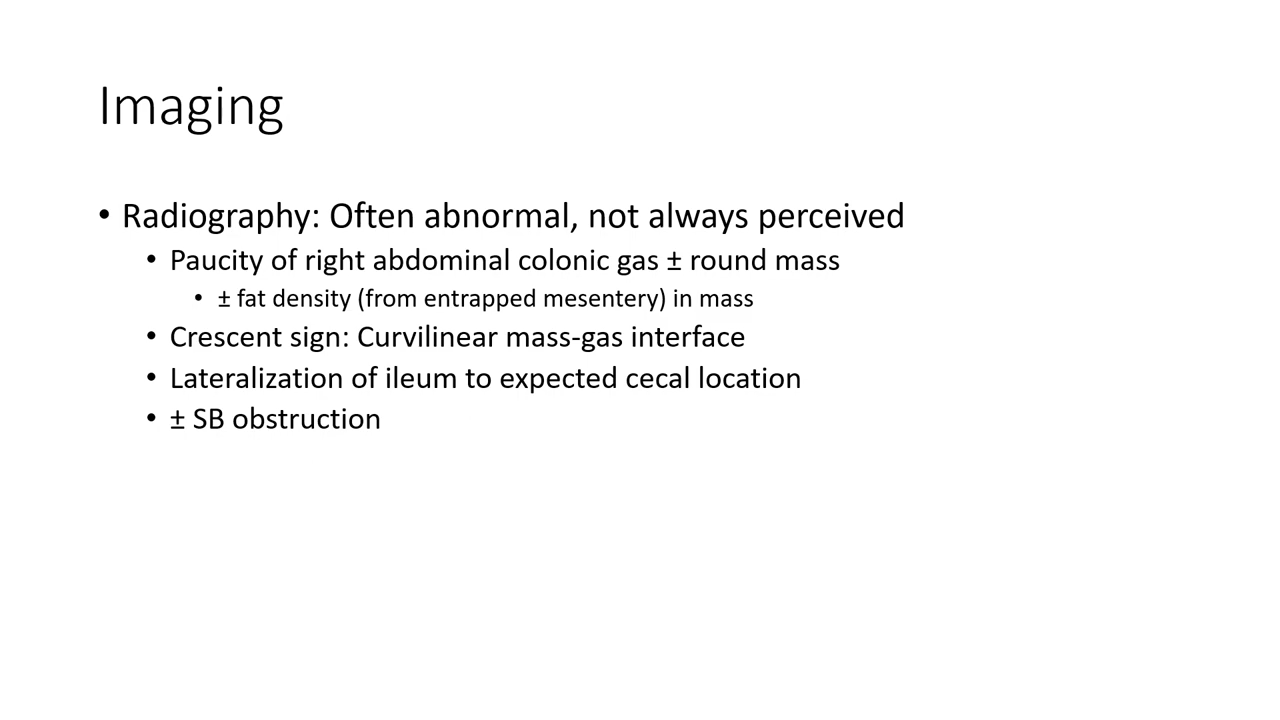 Imaging
• Radiography: Often abnormal, not always perceived
• Paucity of right abdominal colonic gas ± round mass
• ± fat density (from entrapped mesentery) in mass
• Crescent sign: Curvilinear mass-gas interface
• Lateralization of ileum to expected cecal location
• ± SB obstruction